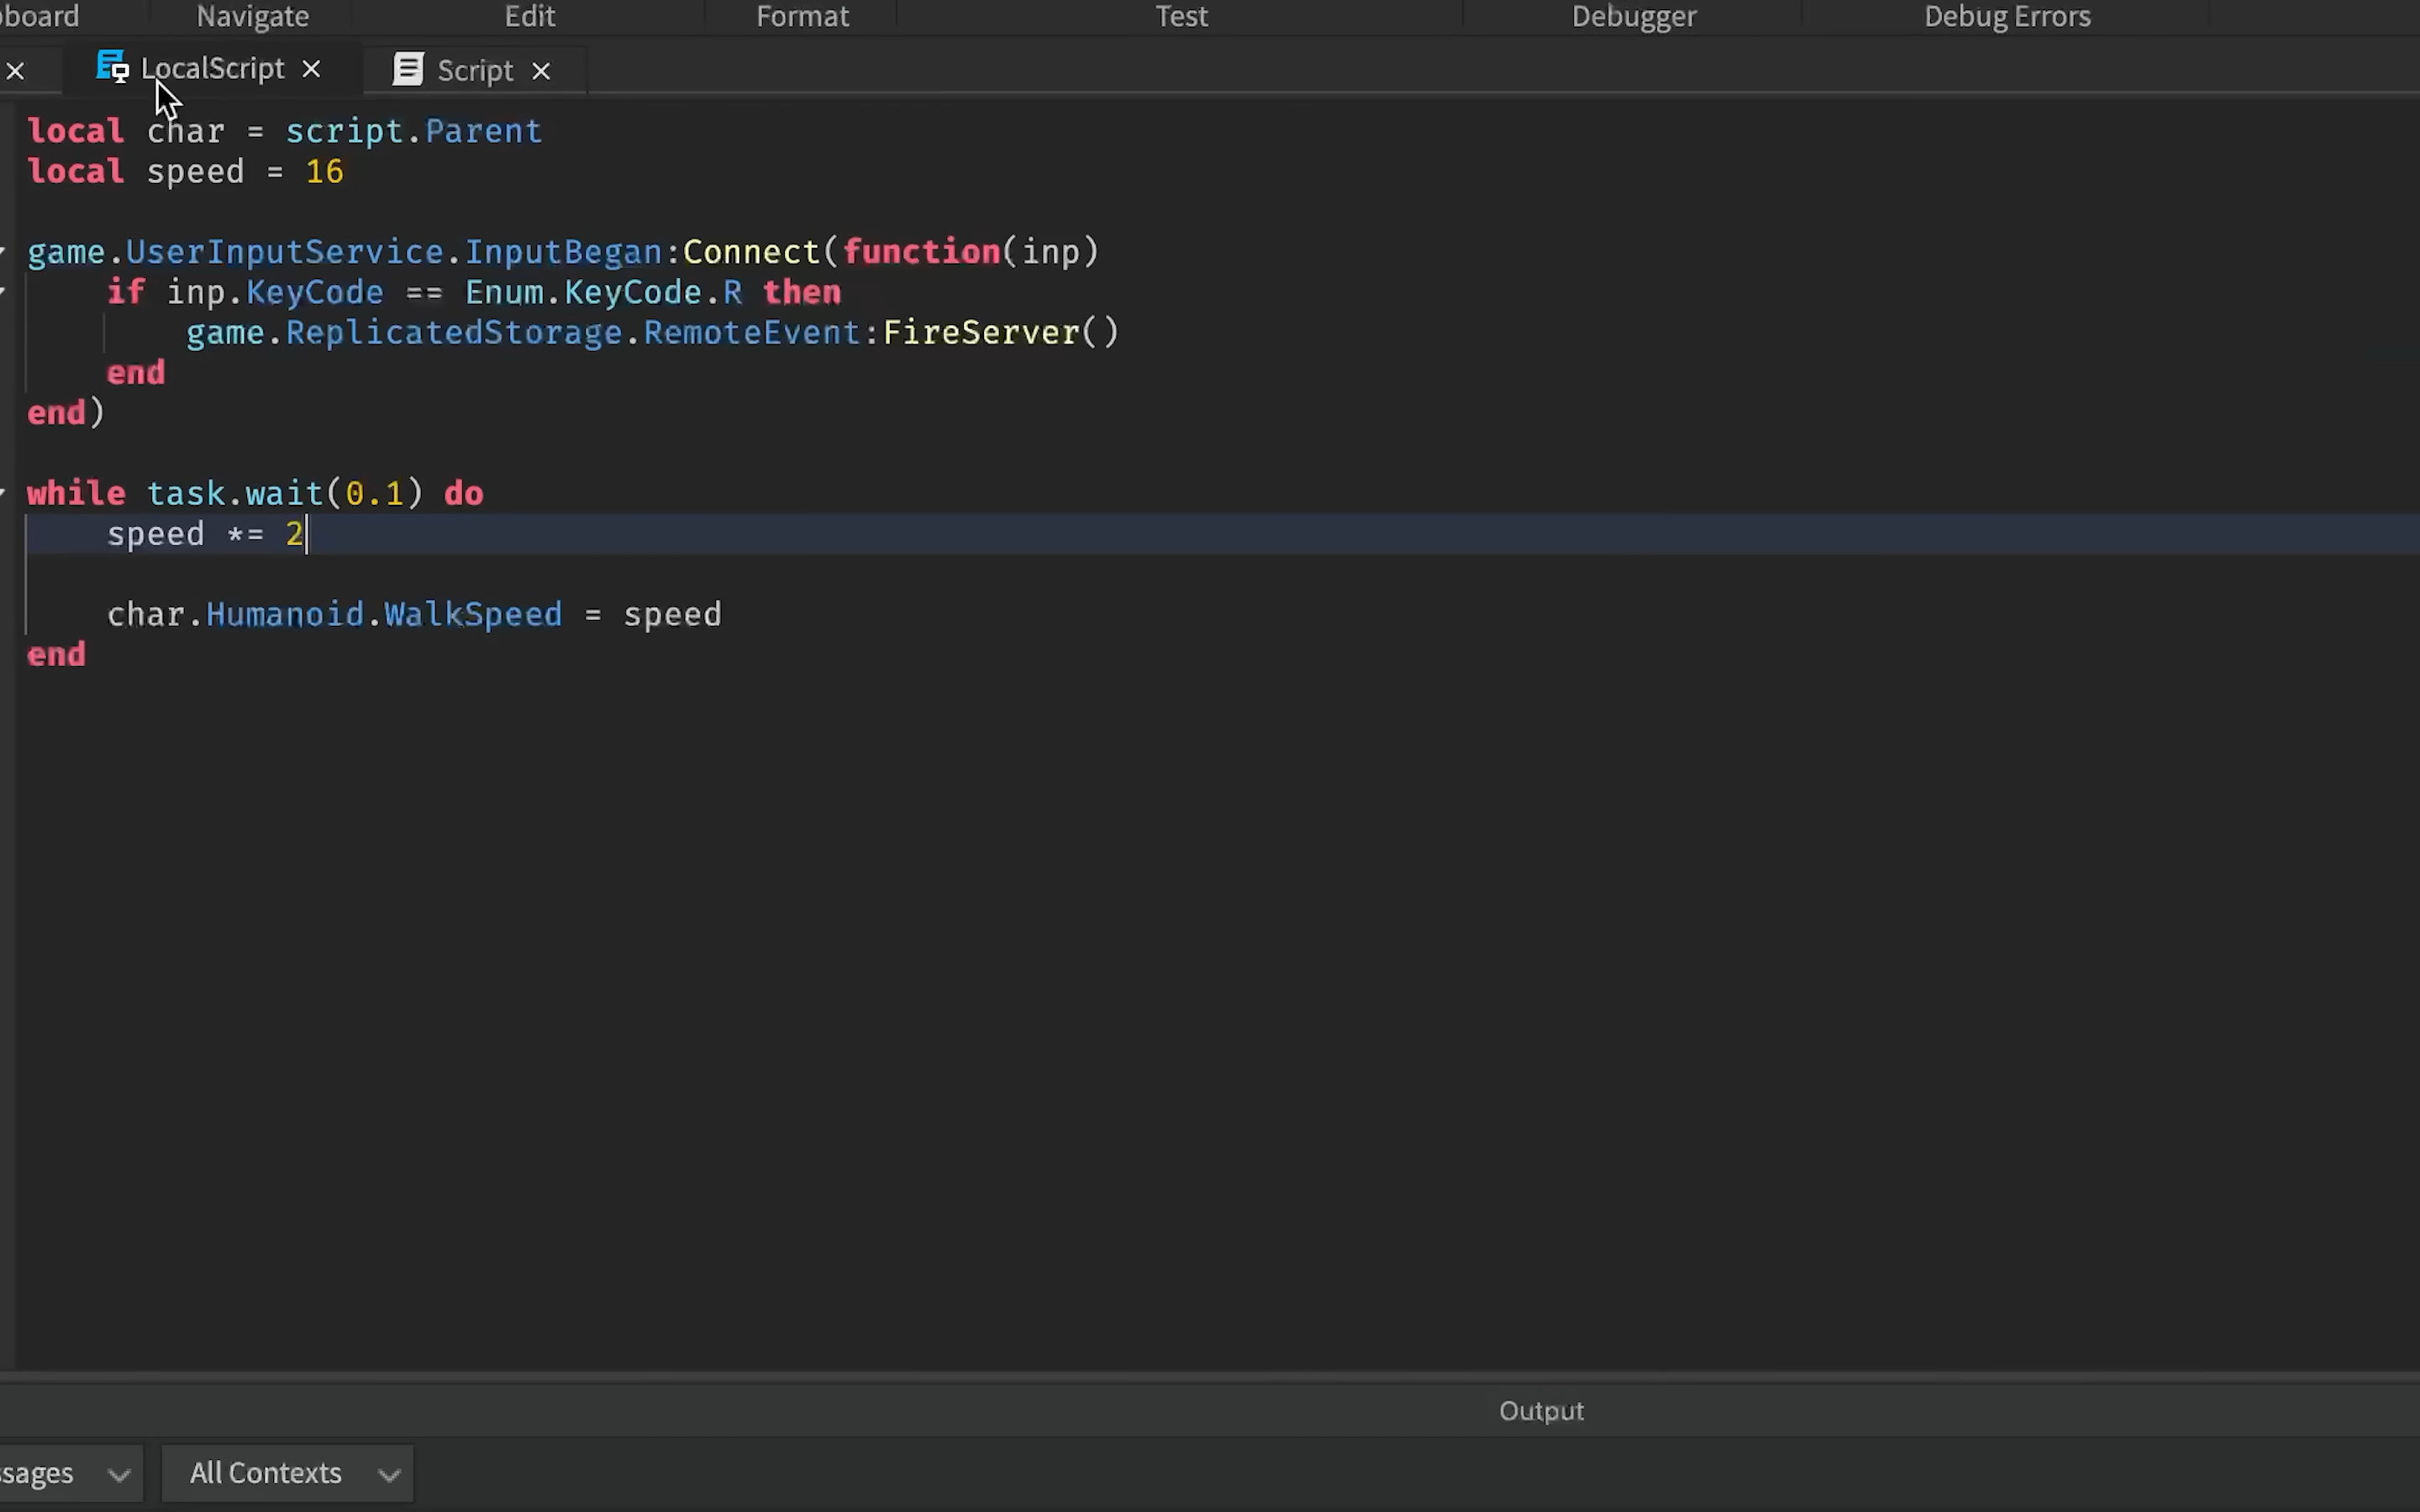 Navigate Edit Format Test Debugger Debug Errors
LocalScript Script
local char = script.Parent
local speed = 16
game.UserInputService.InputBegan:Connect(function(inp)
if inp.KeyCode == Enum.KeyCode.R then
game.ReplicatedStorage.RemoteEvent:FireServer()
end
end)
while task.wait(0.1) do
speed *= 2
char.Humanoid.WalkSpeed = speed
end
Output
All Contexts